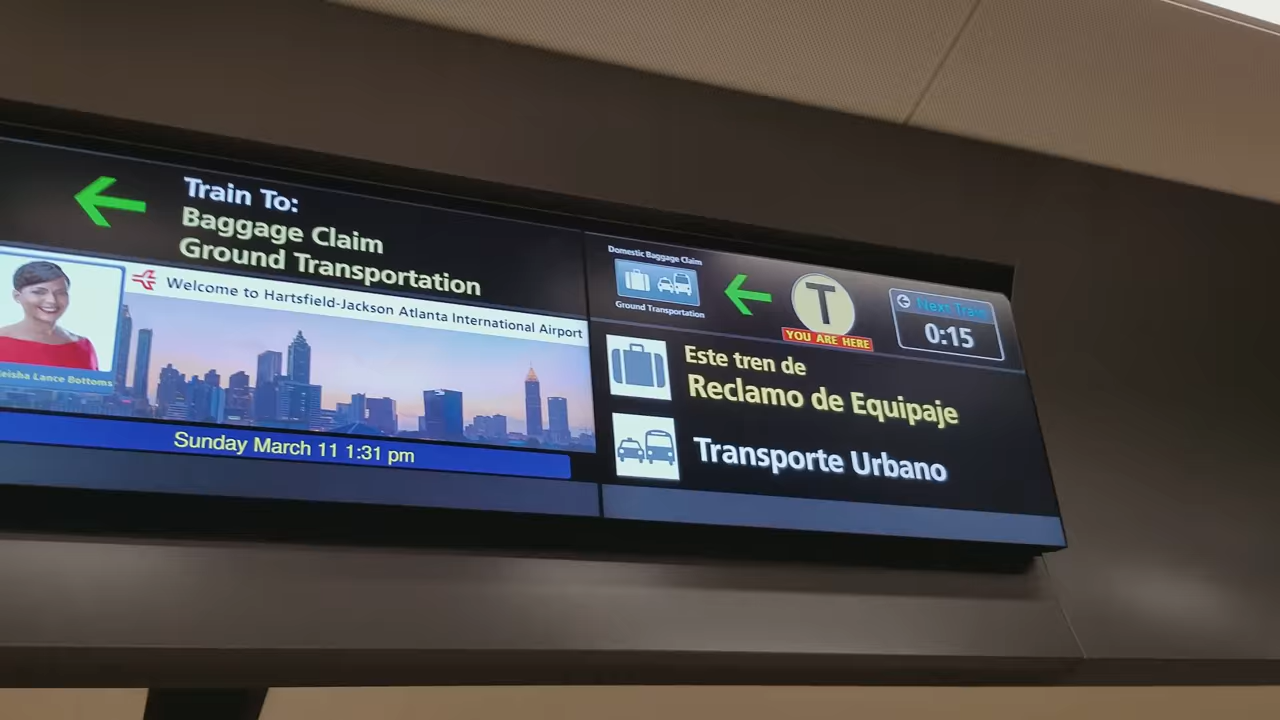 Train To:
Baggage Claim
Ground Transportation
Welcome to Hartsfield-Jackson Atlanta International Airport
Lance Bottoms
Sunday March 11 1:31 pm
Domestic Baggage Claim
Ground Transportation
T
YOU ARE HERE
Next Train
0:15
Este tren de
Reclamo de Equipaje
Transporte Urbano